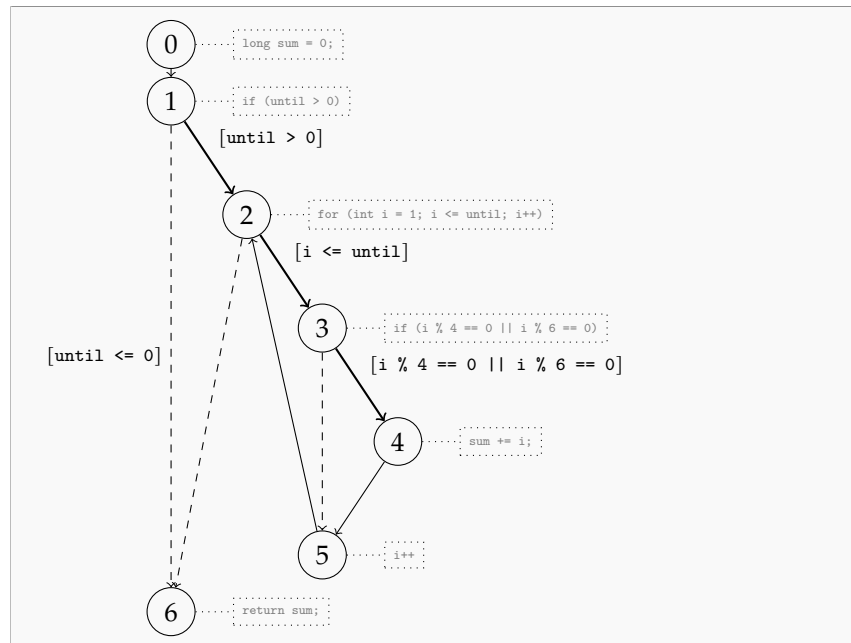 0
long sum = 0;
1
if (until > 0)
[until > 0]
2
for (int i = 1; i <= until; i++)
[i <= until]
3
if (i % 4 == 0 || i % 6 == 0)
[until <= 0]
[i % 4 == 0 || i % 6 == 0]
4
sum += i;
5
i++
6
return sum;